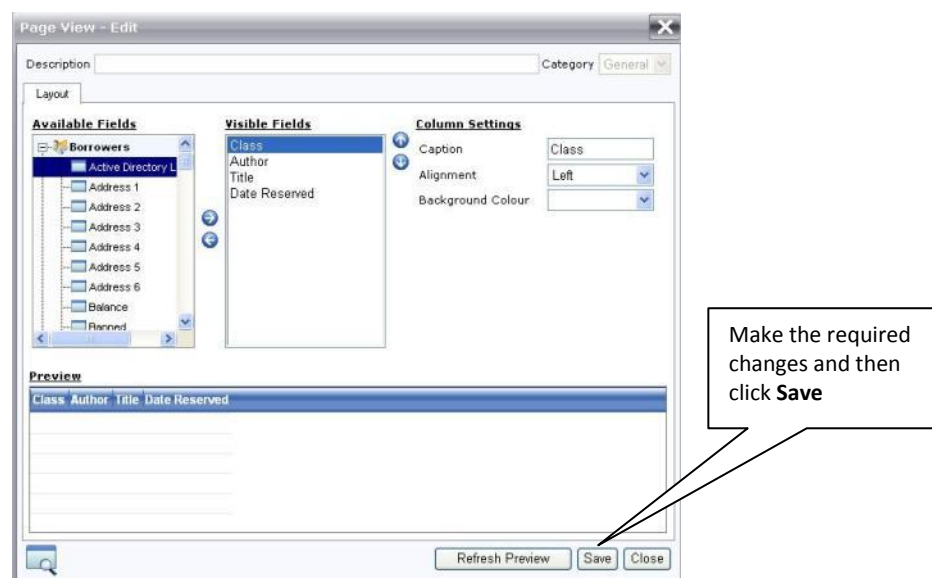 Page View - Edit
Description
Category General
Layout
Available Fields
Borrowers
Active Directory L
Address 1
Address 2
Address 3
Address 4
Address 5
Address 6
Balance
Banned
Visible Fields
Class
Author
Title
Date Reserved
Column Settings
Caption Class
Alignment Left
Background Colour
Preview
Class Author Title Date Reserved
Refresh Preview Save Close
Make the required
changes and then
click Save